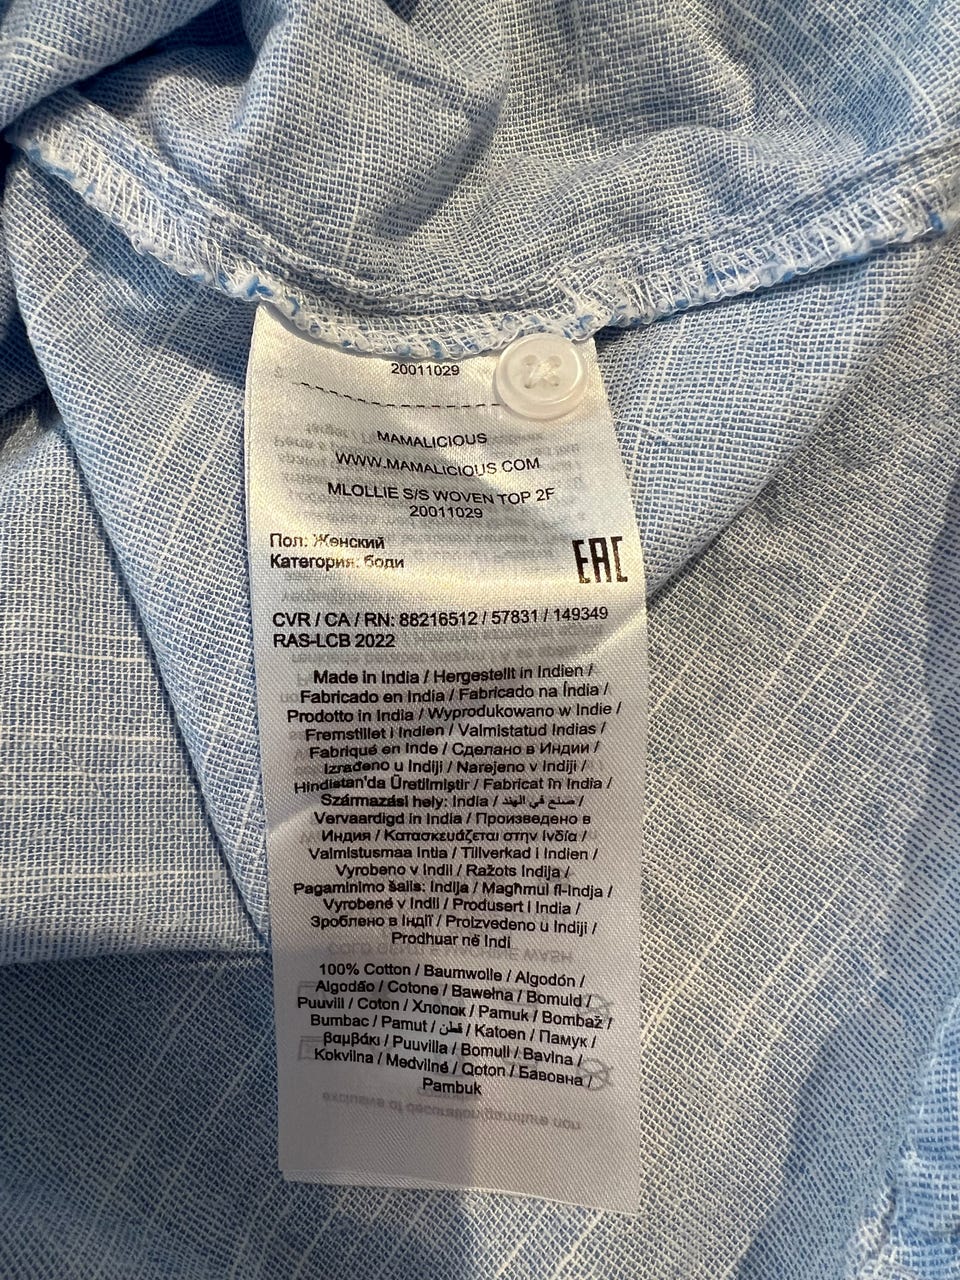 20011029
MAMALICIOUS
WWW.MAMALICIOUS.COM
MLOLLIE S/S WOVEN TOP 2F
20011029
Пол: Женский
Категория: боди
EAC
CVR / CA / RN: 88216512 / 57831 / 149349
RAS-LCB 2022
Made in India / Hergestellt in Indien /
Fabricado en India / Fabricado na Índia /
Prodotto in India / Wyprodukowano w Indie /
Fremstillet i Indien / Valmistatud Indias /
Fabriqué en Inde / Сделано в Индии /
Izrađeno u Indiji / Narejeno v Indiji /
Hindistan'da Üretilmiştir / Fabricat în India /
Származási hely: India / صنع في الهند /
Vervaardigd in India / Произведено в
Индия / Κατασκευάζεται στην Ινδία /
Valmistusmaa Intia / Tillverkad i Indien /
Vyrobeno v Indii / Ražots Indija /
Pagaminimo šalis: Indija / Magħmul fl-Indja /
Vyrobené v Indii / Produsert i India /
Зроблено в Індії / Proizvedeno u Indiji /
Prodhuar në Indi
100% Cotton / Baumwolle / Algodón /
Algodão / Cotone / Bawełna / Bomuld /
Puuvill / Coton / Хлопок / Pamuk / Bombaž /
Bumbac / Pamut / قطن / Katoen / Памук /
βαμβάκι / Puuvilla / Bomull / Bavlna /
Kokvilna / Medvilnė / Qoton / Бавовна /
Pambuk